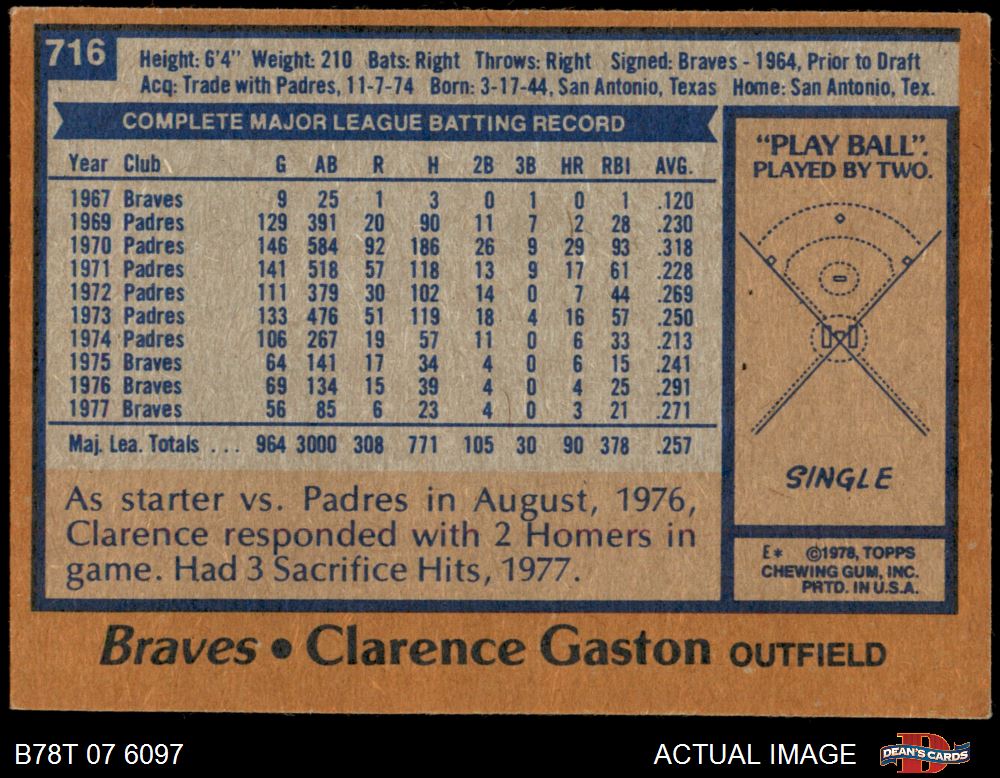 716
Height: 6'4" Weight: 210 Bats: Right Throws: Right Signed: Braves - 1964, Prior to Draft
Acq: Trade with Padres, 11-7-74 Born: 3-17-44, San Antonio, Texas Home: San Antonio, Tex.
COMPLETE MAJOR LEAGUE BATTING RECORD
Year Club G AB R H 2B 3B HR RBI AVG.
1967 Braves 9 25 1 3 0 1 0 1 .120
1969 Padres 129 391 20 90 11 7 2 28 .230
1970 Padres 146 584 92 186 26 9 29 93 .318
1971 Padres 141 518 57 118 13 9 17 61 .228
1972 Padres 111 379 30 102 14 0 7 44 .269
1973 Padres 133 476 51 119 18 4 16 57 .250
1974 Padres 106 267 19 57 11 0 6 33 .213
1975 Braves 64 141 17 34 4 0 6 15 .241
1976 Braves 69 134 15 39 4 0 4 25 .291
1977 Braves 56 85 6 23 4 0 3 21 .271
Maj. Lea. Totals ... 964 3000 308 771 105 30 90 378 .257
As starter vs. Padres in August, 1976,
Clarence responded with 2 Homers in
game. Had 3 Sacrifice Hits, 1977.
"PLAY BALL".
PLAYED BY TWO.
SINGLE
E* ©1978, TOPPS
CHEWING GUM, INC.
PRTD. IN U.S.A.
Braves • Clarence Gaston OUTFIELD
B78T 07 6097
ACTUAL IMAGE
D
DEAN'S CARDS